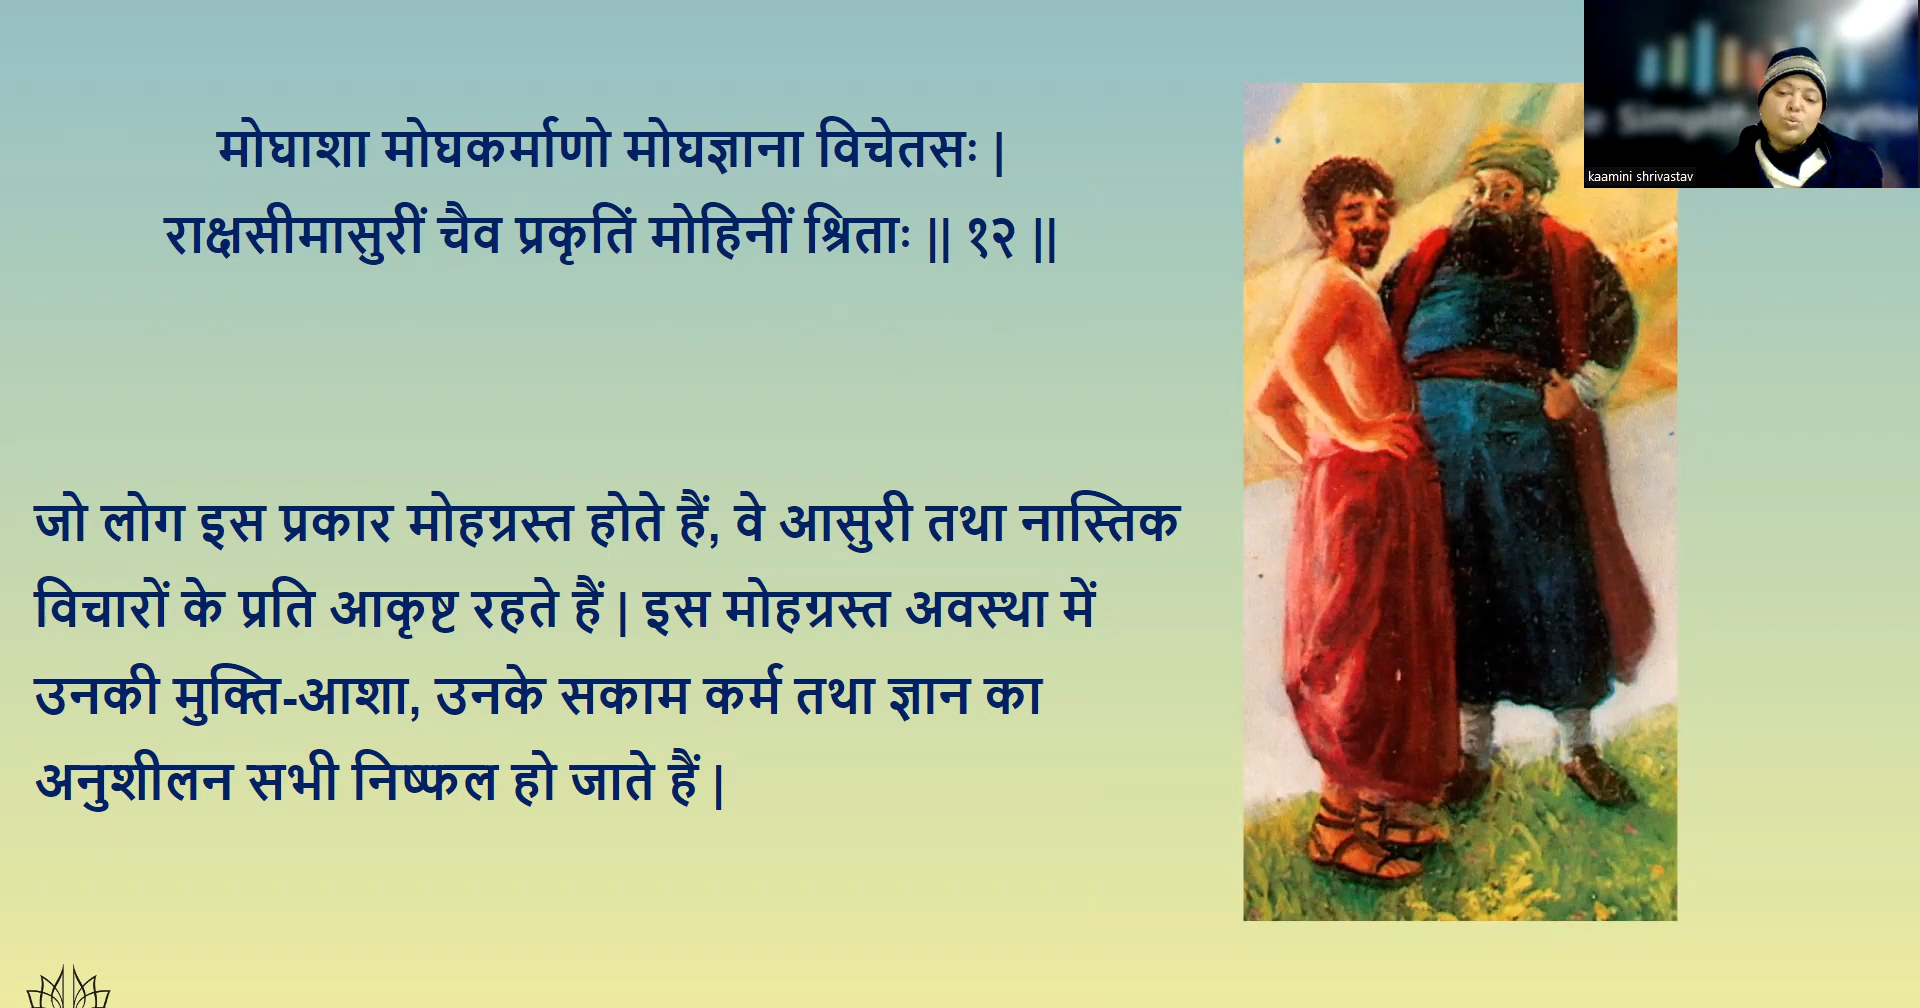 मोघाशा मोघकर्माणो मोघज्ञाना विचेतसः |
राक्षसीमासुरीं चैव प्रकृतिं मोहिनीं श्रिताः || १२ ||
जो लोग इस प्रकार मोहग्रस्त होते हैं, वे आसुरी तथा नास्तिक
विचारों के प्रति आकृष्ट रहते हैं | इस मोहग्रस्त अवस्था में
उनकी मुक्ति-आशा, उनके सकाम कर्म तथा ज्ञान का
अनुशीलन सभी निष्फल हो जाते हैं |
kaamini shrivastav